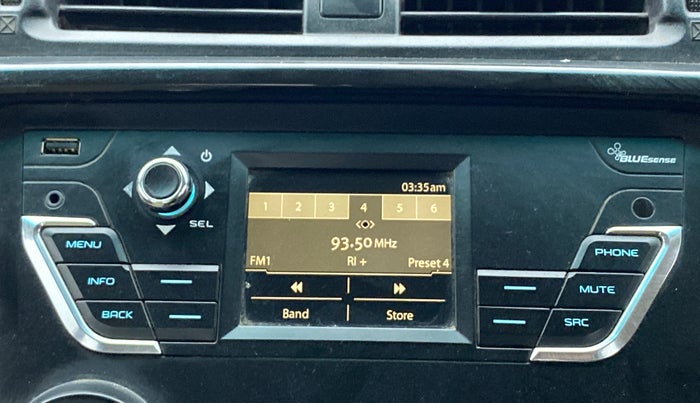 BLUEsense
SEL
03:35am
1 2 3 4 5 6
93.50 MHz
FM1 RI + Preset 4
Band Store
MENU
INFO
BACK
PHONE
MUTE
SRC